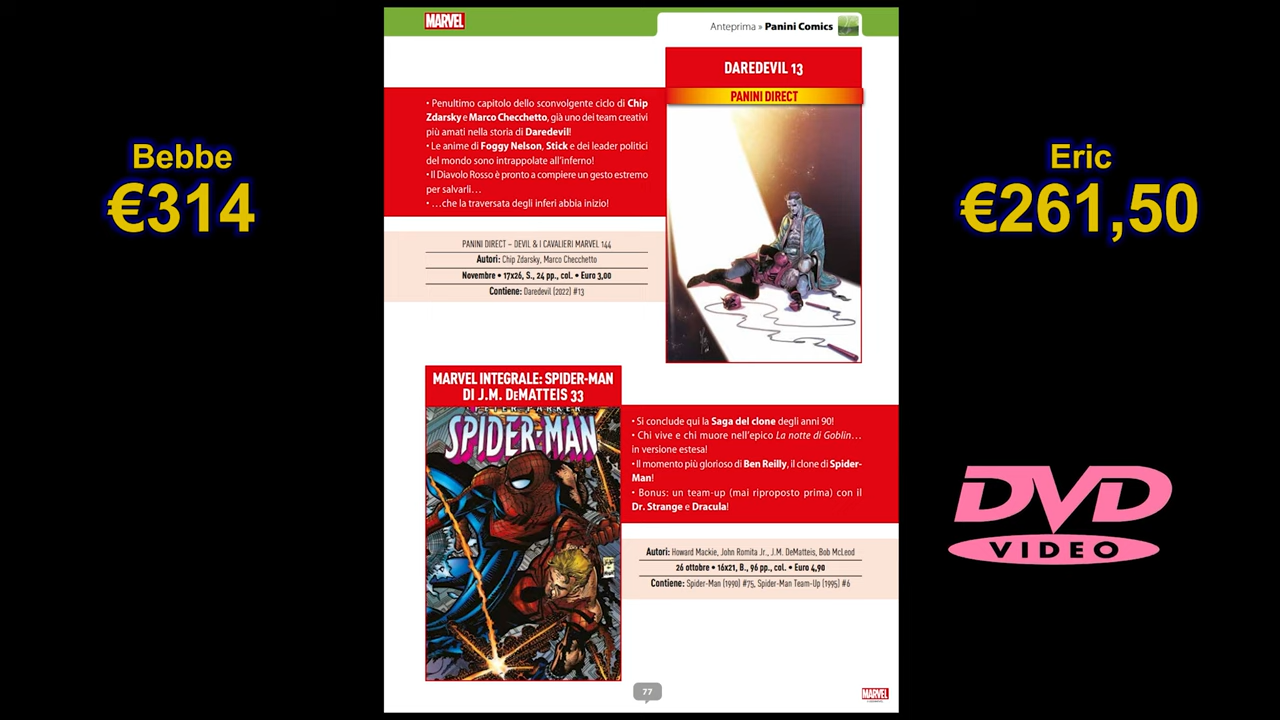 MARVEL
Anteprima » Panini Comics
Bebbe
€314
Eric
€261,50
DAREDEVIL 13
PANINI DIRECT
• Penultimo capitolo dello sconvolgente ciclo di Chip
Zdarsky e Marco Checchetto, già uno dei team creativi
più amati nella storia di Daredevil!
• Le anime di Foggy Nelson, Stick e dei leader politici
del mondo sono intrappolate all’inferno!
• Il Diavolo Rosso è pronto a compiere un gesto estremo
per salvarli…
• …che la traversata degli inferi abbia inizio!
PANINI DIRECT – DEVIL & I CAVALIERI MARVEL 144
Autori: Chip Zdarsky, Marco Checchetto
Novembre • 17x26, S., 24 pp., col. • Euro 3,00
Contiene: Daredevil (2022) #13
MARVEL INTEGRALE: SPIDER-MAN
DI J.M. DeMATTEIS 33
PETER PARKER
SPIDER-MAN
• Si conclude qui la Saga del clone degli anni 90!
• Chi vive e chi muore nell’epico La notte di Goblin…
in versione estesa!
• Il momento più glorioso di Ben Reilly, il clone di Spider-
Man!
• Bonus: un team-up (mai riproposto prima) con il
Dr. Strange e Dracula!
Autori: Howard Mackie, John Romita Jr., J.M. DeMatteis, Bob McLeod
26 ottobre • 16x21, B., 96 pp., col. • Euro 4,90
Contiene: Spider-Man (1990) #75, Spider-Man Team-Up (1995) #6
DVD
VIDEO
77
MARVEL